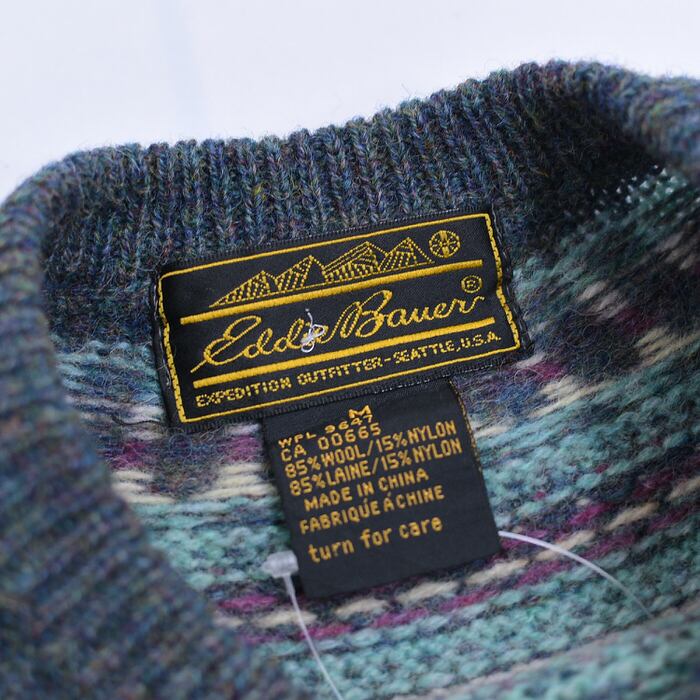 Eddie Bauer ®
EXPEDITION OUTFITTER-SEATTLE, U.S.A.
M
WPL 3647
CA 00665
85%WOOL/15%NYLON
85%LAINE/15%NYLON
MADE IN CHINA
FABRIQUÉ À CHINE
turn for care